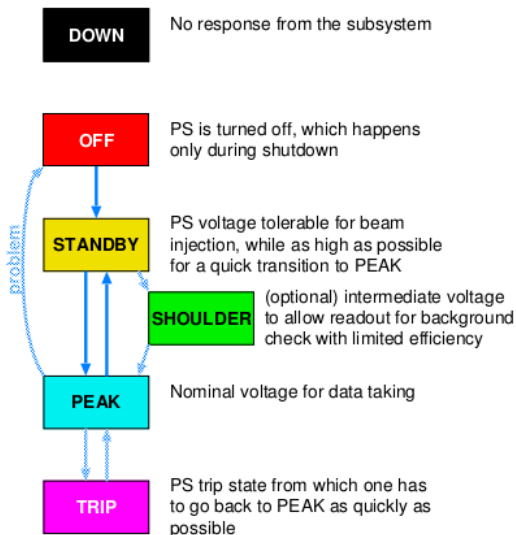 DOWN
No response from the subsystem
OFF
PS is turned off, which happens
only during shutdown
problem
STANDBY
PS voltage tolerable for beam
injection, while as high as possible
for a quick transition to PEAK
SHOULDER
(optional) intermediate voltage
to allow readout for background
check with limited efficiency
PEAK
Nominal voltage for data taking
TRIP
PS trip state from which one has
to go back to PEAK as quickly as
possible